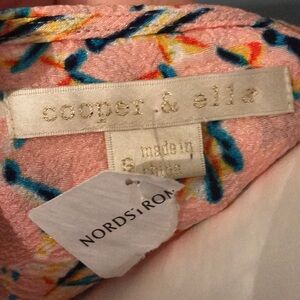 cooper & ella
S
made in
china
NORDSTROM